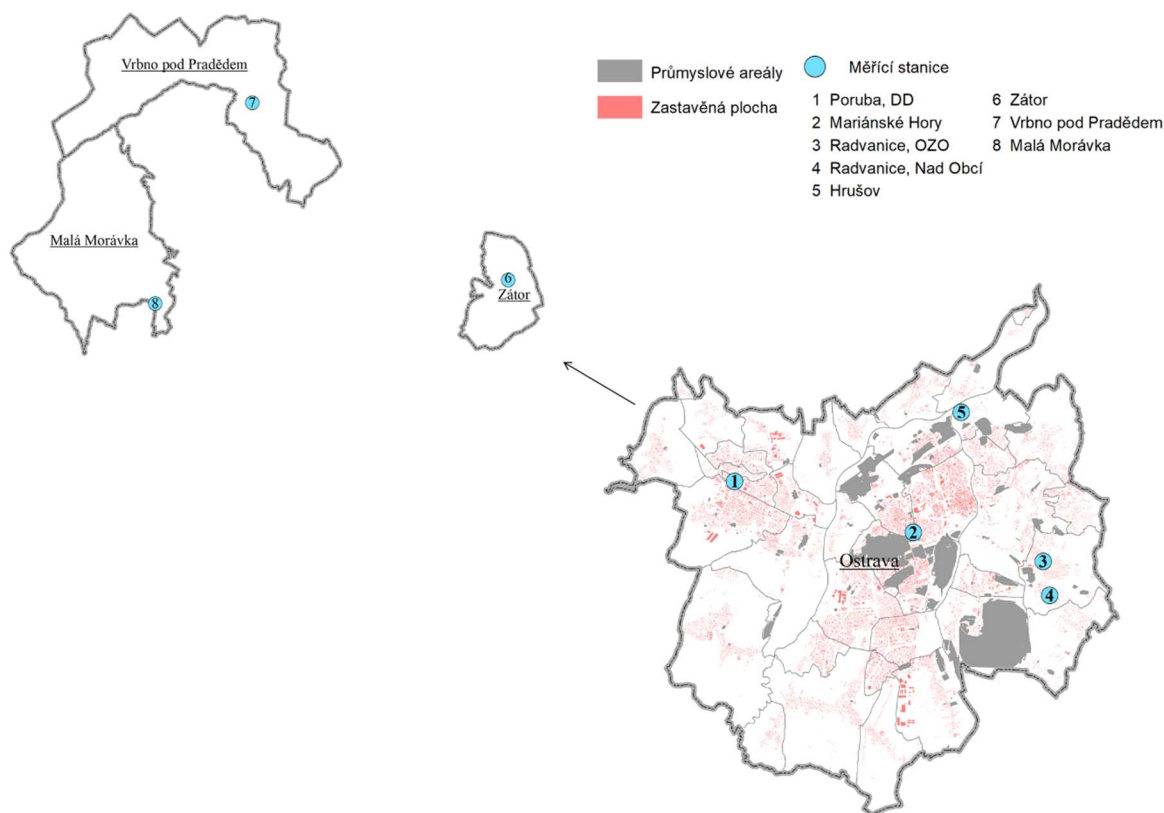 Vrbno pod Pradědem
7
Malá Morávka
8
6
Zátor
Průmyslové areály
Zastavěná plocha
Měřící stanice
1 Poruba, DD
2 Mariánské Hory
3 Radvanice, OZO
4 Radvanice, Nad Obcí
5 Hrušov
6 Zátor
7 Vrbno pod Pradědem
8 Malá Morávka
5
1
2
Ostrava
3
4